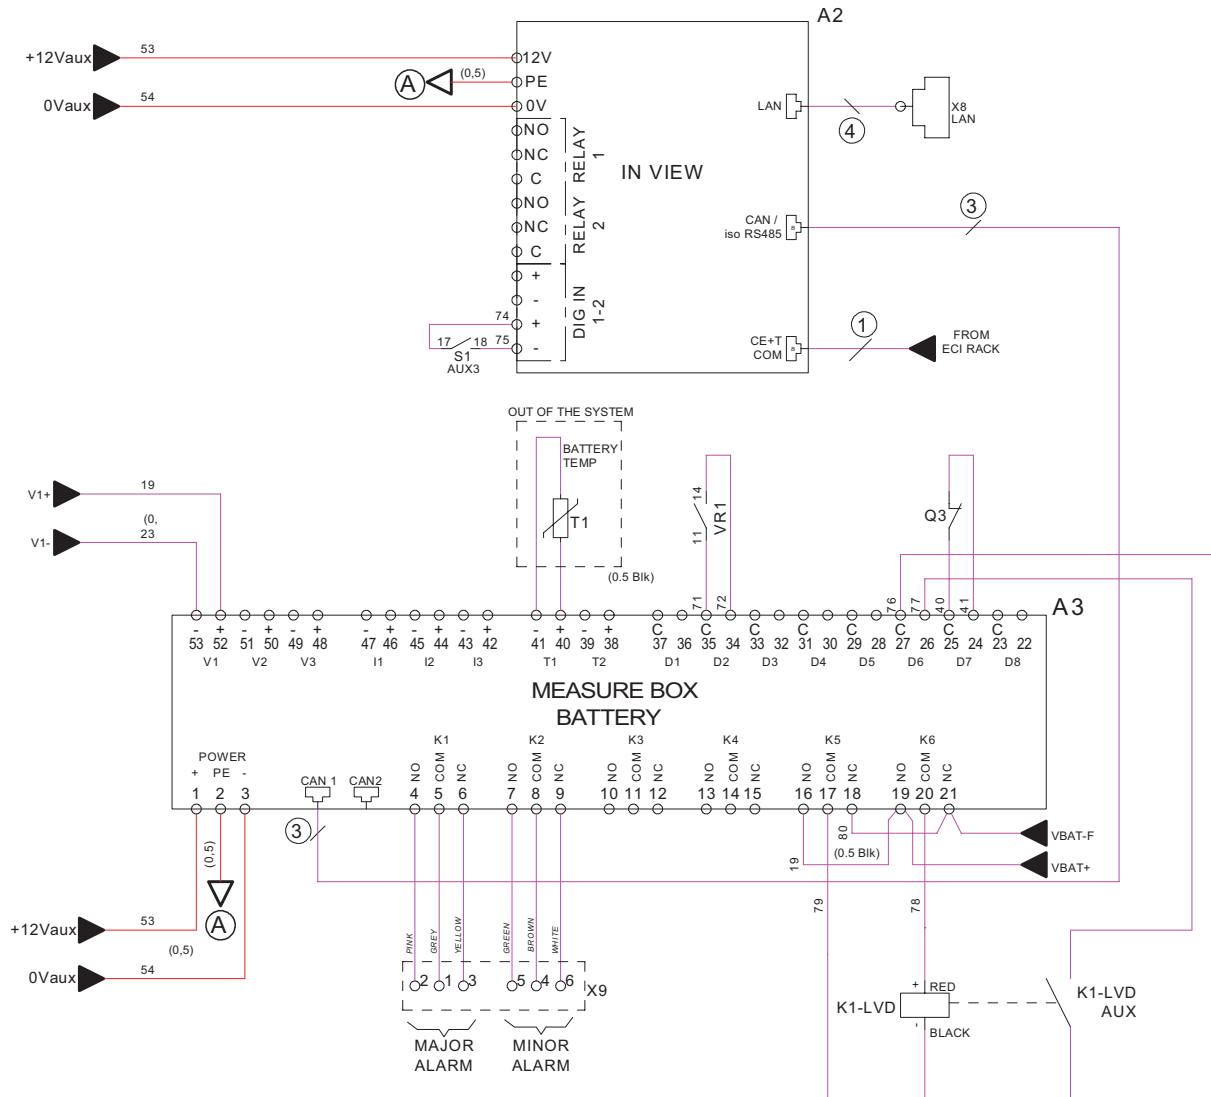 A2
+12Vaux 53 12V
A (0,5) PE
0Vaux 54 0V
NO
NC
C
RELAY 1
NO
NC
C
RELAY 2
+
-
74 +
75 -
DIG IN 1-2
17 18
S1
AUX3
IN VIEW
LAN
4
X8
LAN
CAN /
iso RS485
8
3
CE+T
COM
8
1
FROM
ECI RACK
OUT OF THE SYSTEM
BATTERY
TEMP
T1
(0.5 Blk)
14
11
VR1
Q3
V1+ 19
(0,
V1- 23
71 72 76 77 40 41
A3
- + - + - + - + - + - + - + - + C C C C C C C C
53 52 51 50 49 48 47 46 45 44 43 42 41 40 39 38 37 36 35 34 33 32 31 30 29 28 27 26 25 24 23 22
V1 V2 V3 I1 I2 I3 T1 T2 D1 D2 D3 D4 D5 D6 D7 D8
MEASURE BOX
BATTERY
POWER
+ PE -
1 2 3
CAN 1 CAN2
K1 K2 K3 K4 K5 K6
NO COM NC NO COM NC NO COM NC NO COM NC NO COM NC NO COM NC
4 5 6 7 8 9 10 11 12 13 14 15 16 17 18 19 20 21
3
(0,5)
A
80
(0.5 Blk)
19
VBAT-F
VBAT+
79
78
+12Vaux 53
(0,5)
0Vaux 54
PINK GREY YELLOW GREEN BROWN WHITE
2 1 3 5 4 6
X9
MAJOR
ALARM
MINOR
ALARM
+ RED
K1-LVD
- BLACK
K1-LVD
AUX